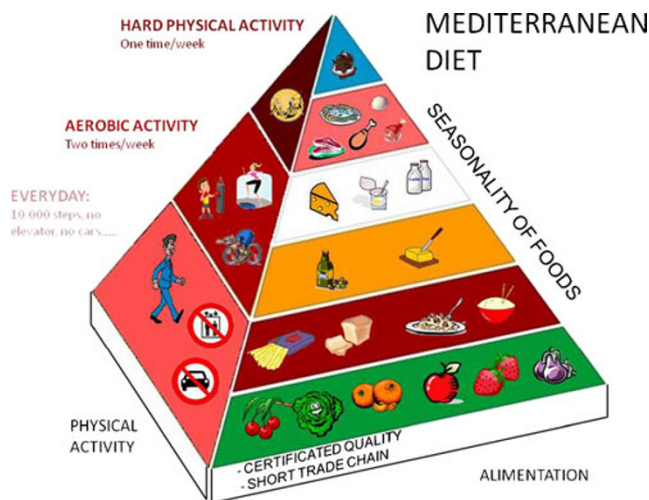 HARD PHYSICAL ACTIVITY
One time/week
MEDITERRANEAN
DIET
AEROBIC ACTIVITY
Two times/week
SEASONALITY OF FOODS
EVERYDAY:
10.000 steps, no
elevator, no cars......
PHYSICAL
ACTIVITY
- CERTIFICATED QUALITY
- SHORT TRADE CHAIN
ALIMENTATION